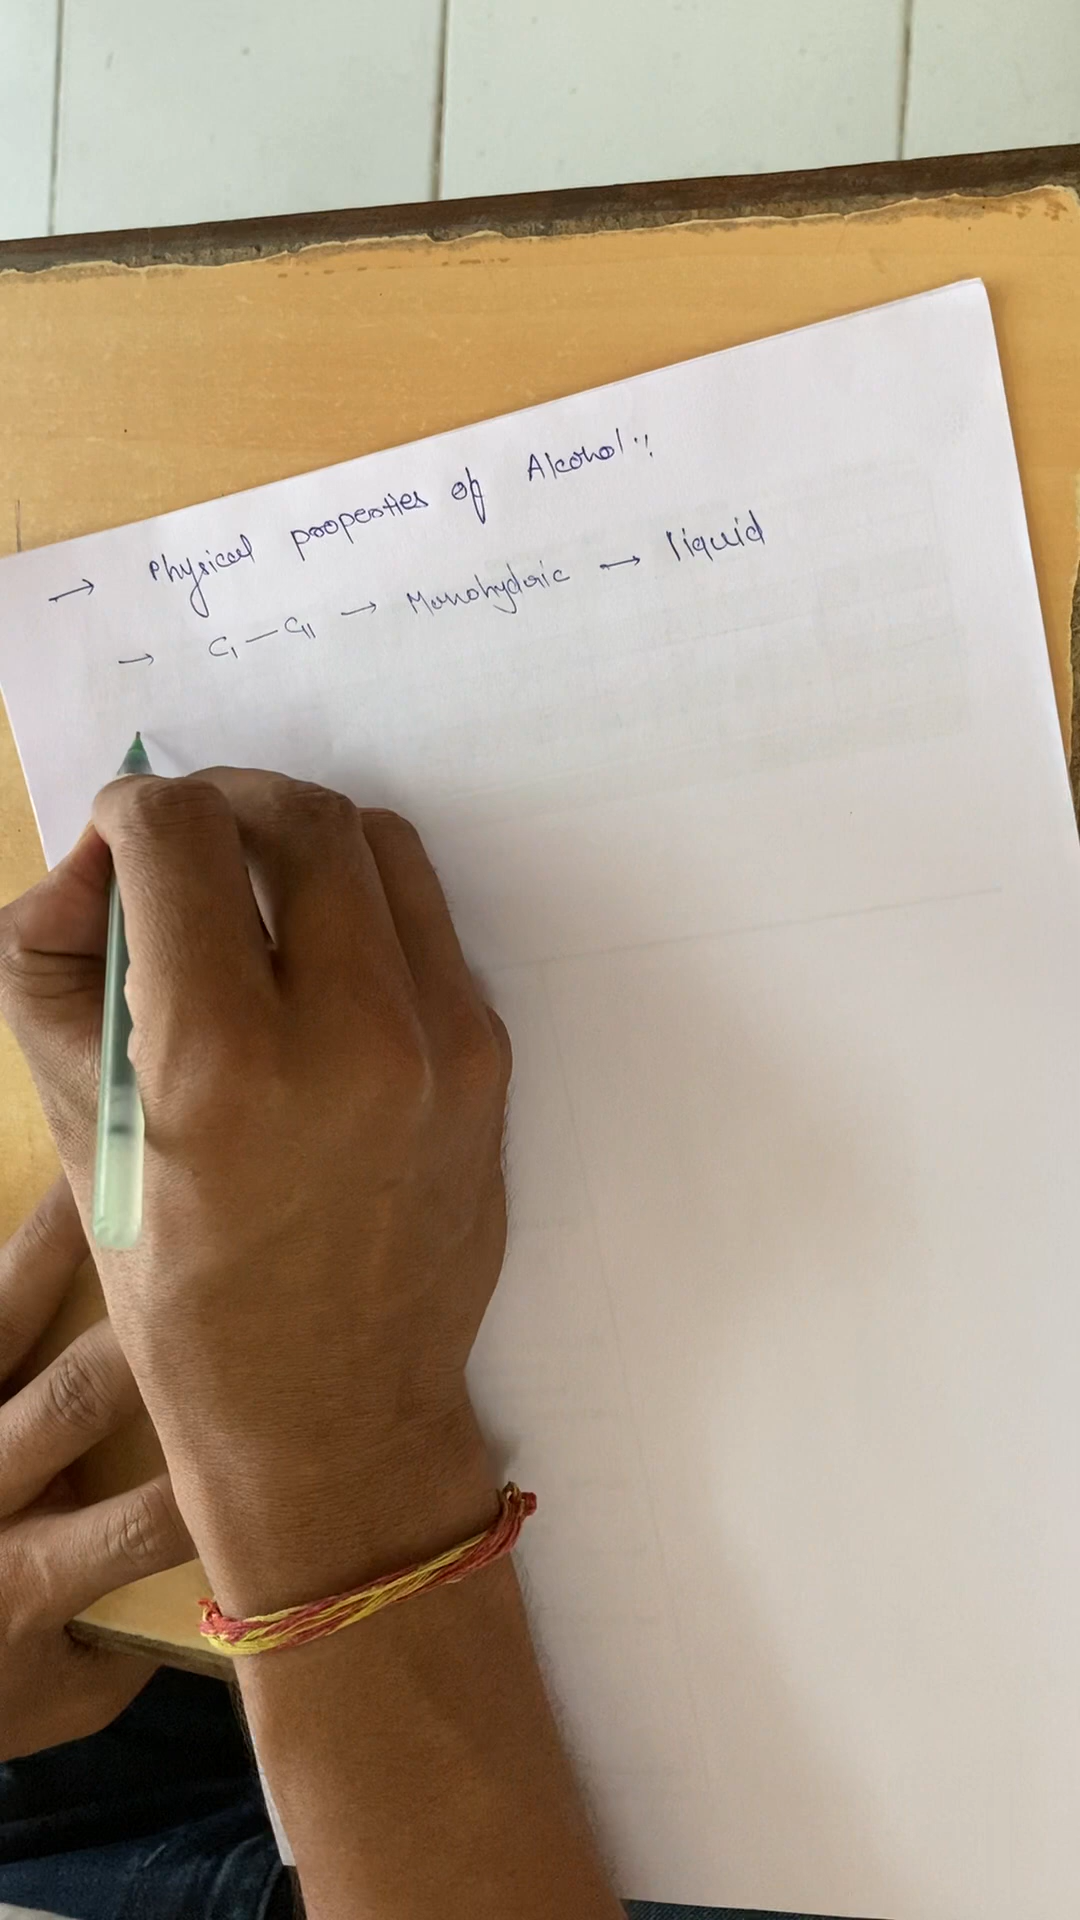 → Physical properties of Alcohol :!
→ C₁ — C₁₁ → Monohydric → liquid